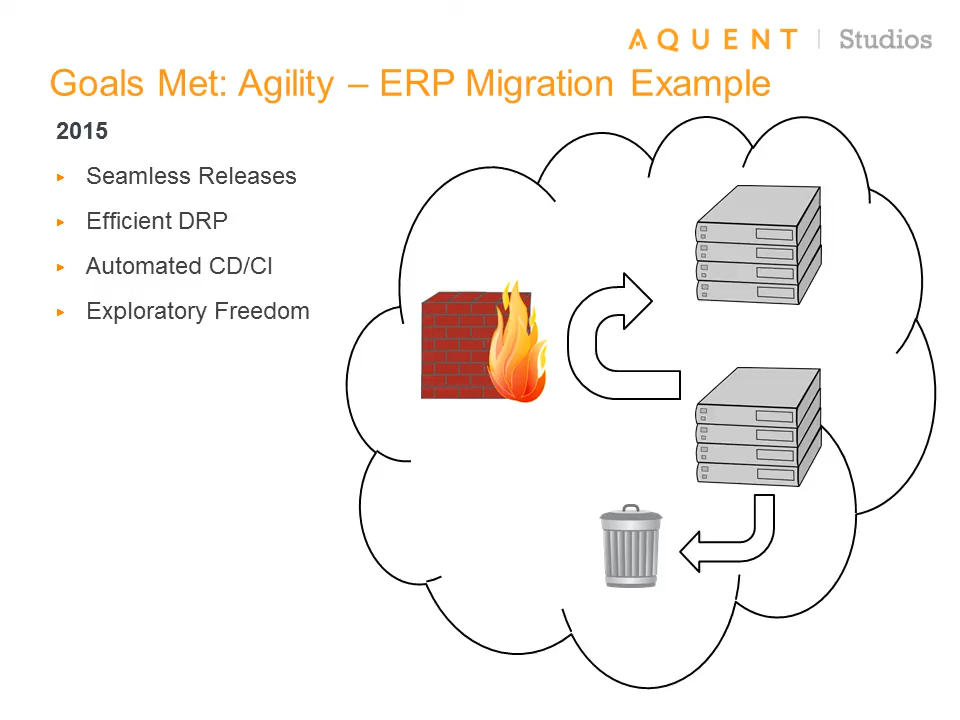 AQUENT | Studios
Goals Met: Agility – ERP Migration Example
2015
Seamless Releases
Efficient DRP
Automated CD/CI
Exploratory Freedom